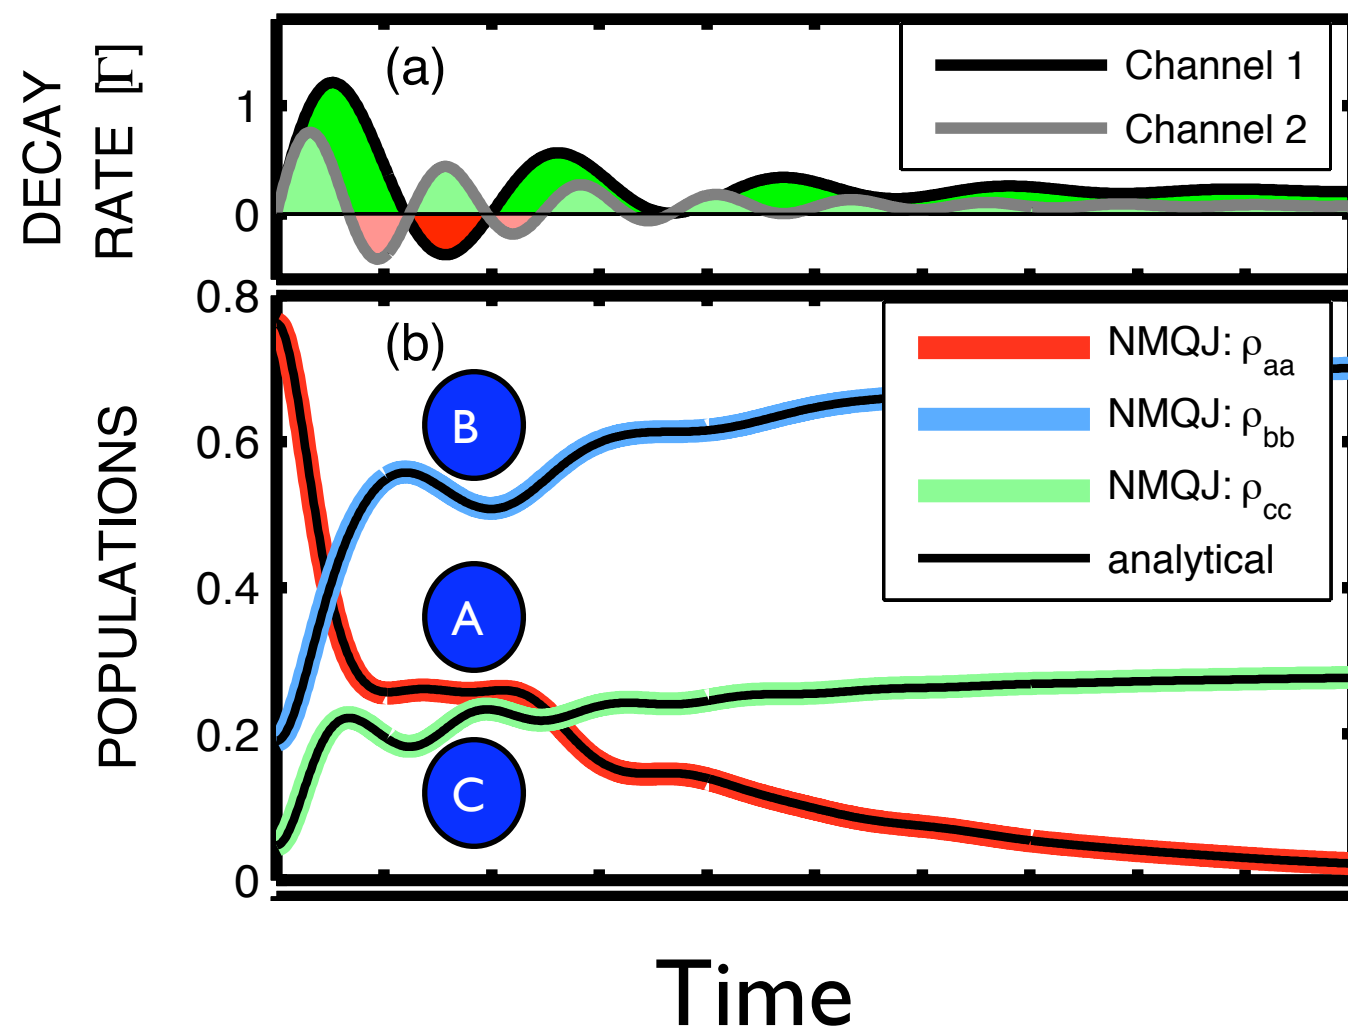 DECAY
RATE [Γ]
(a)
Channel 1
Channel 2
1
0
0.8
(b)
NMQJ: ρaa
NMQJ: ρbb
NMQJ: ρcc
analytical
POPULATIONS
0.6
0.4
0.2
0
B
A
C
Time